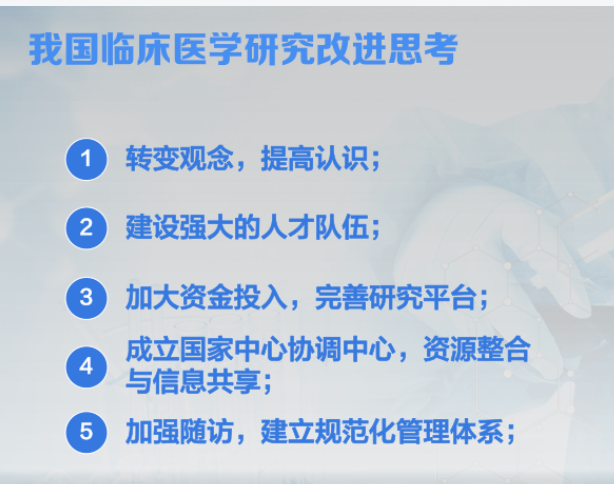 我国临床医学研究改进思考
1 转变观念，提高认识；
2 建设强大的人才队伍；
3 加大资金投入，完善研究平台；
4 成立国家中心协调中心，资源整合
与信息共享；
5 加强随访，建立规范化管理体系；